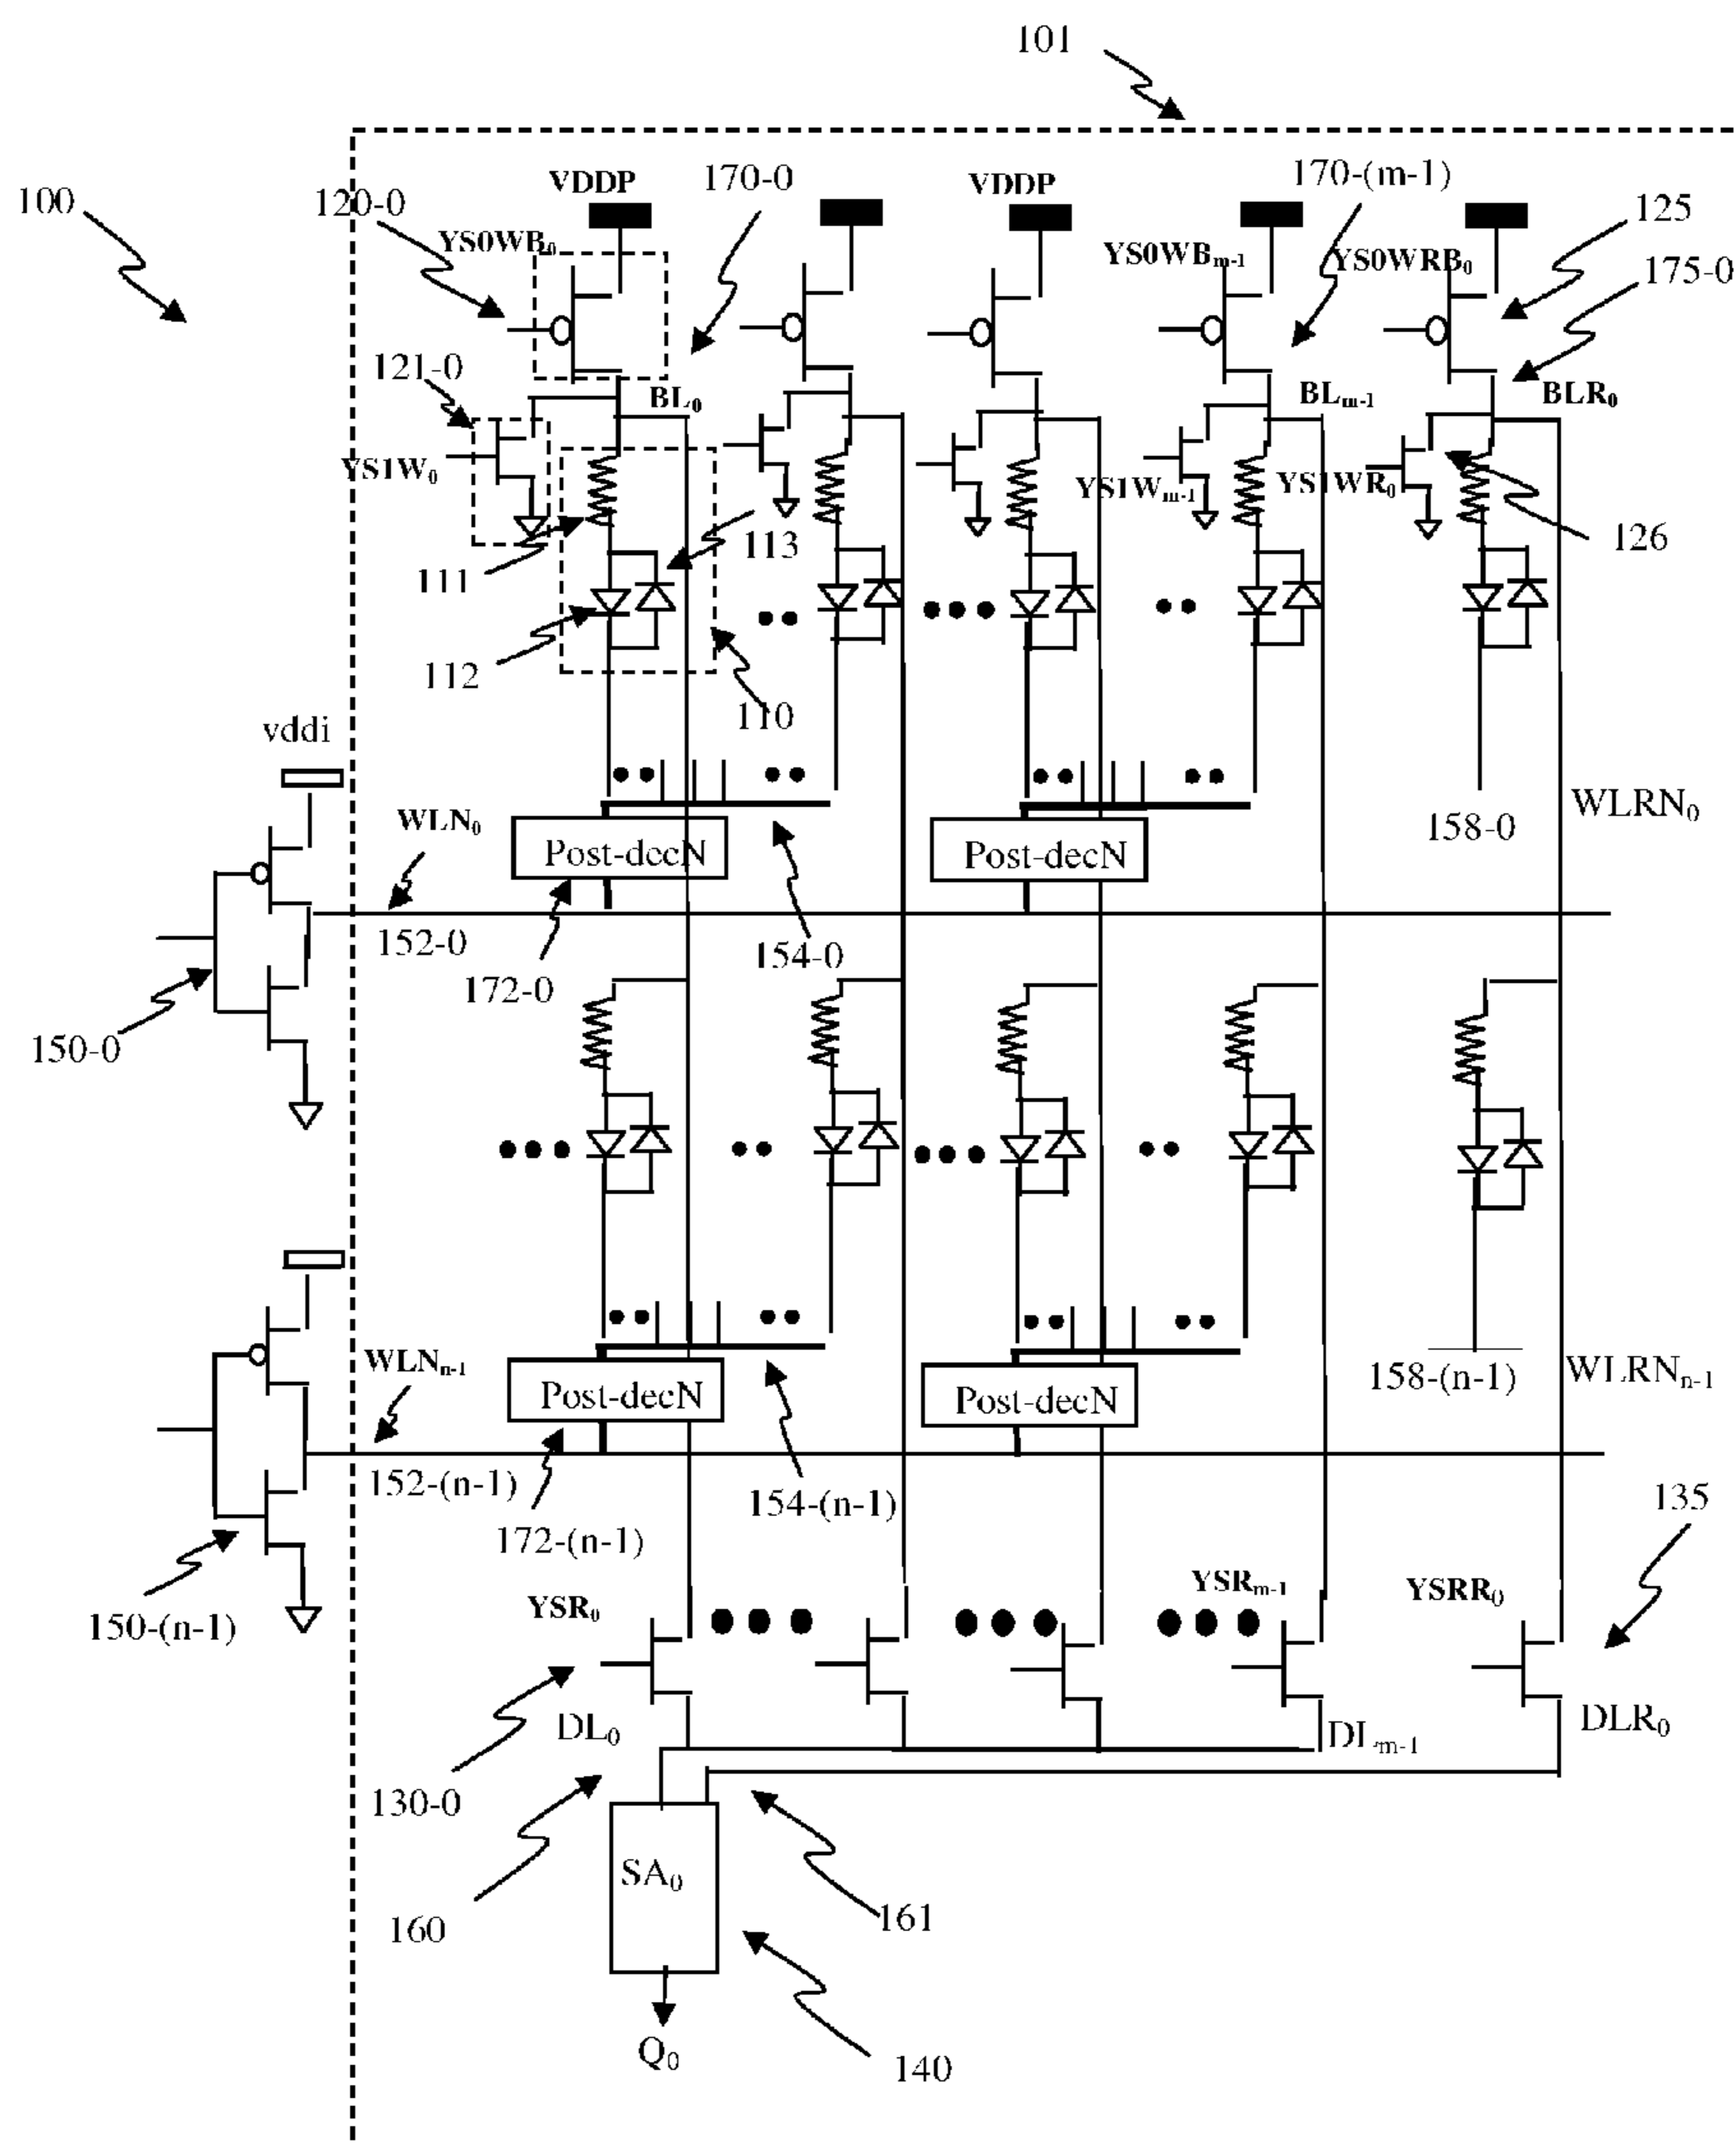 101
100
120-0
VDDP
170-0
VDDP
170-(m-1)
125
YS0WB₀
YS0WBₘ₋₁
YS0WRB₀
175-0
121-0
BL₀
BLₘ₋₁
BLR₀
YS1W₀
YS1Wₘ₋₁
YS1WR₀
113
126
111
112
110
vddi
WLN₀
158-0
WLRN₀
Post-decN
Post-decN
152-0
172-0
154-0
150-0
WLNₙ₋₁
158-(n-1)
WLRNₙ₋₁
Post-decN
Post-decN
152-(n-1)
172-(n-1)
154-(n-1)
135
150-(n-1)
YSR₀
YSRₘ₋₁
YSRR₀
DL₀
DLₘ₋₁
DLR₀
130-0
SA₀
160
161
Q₀
140